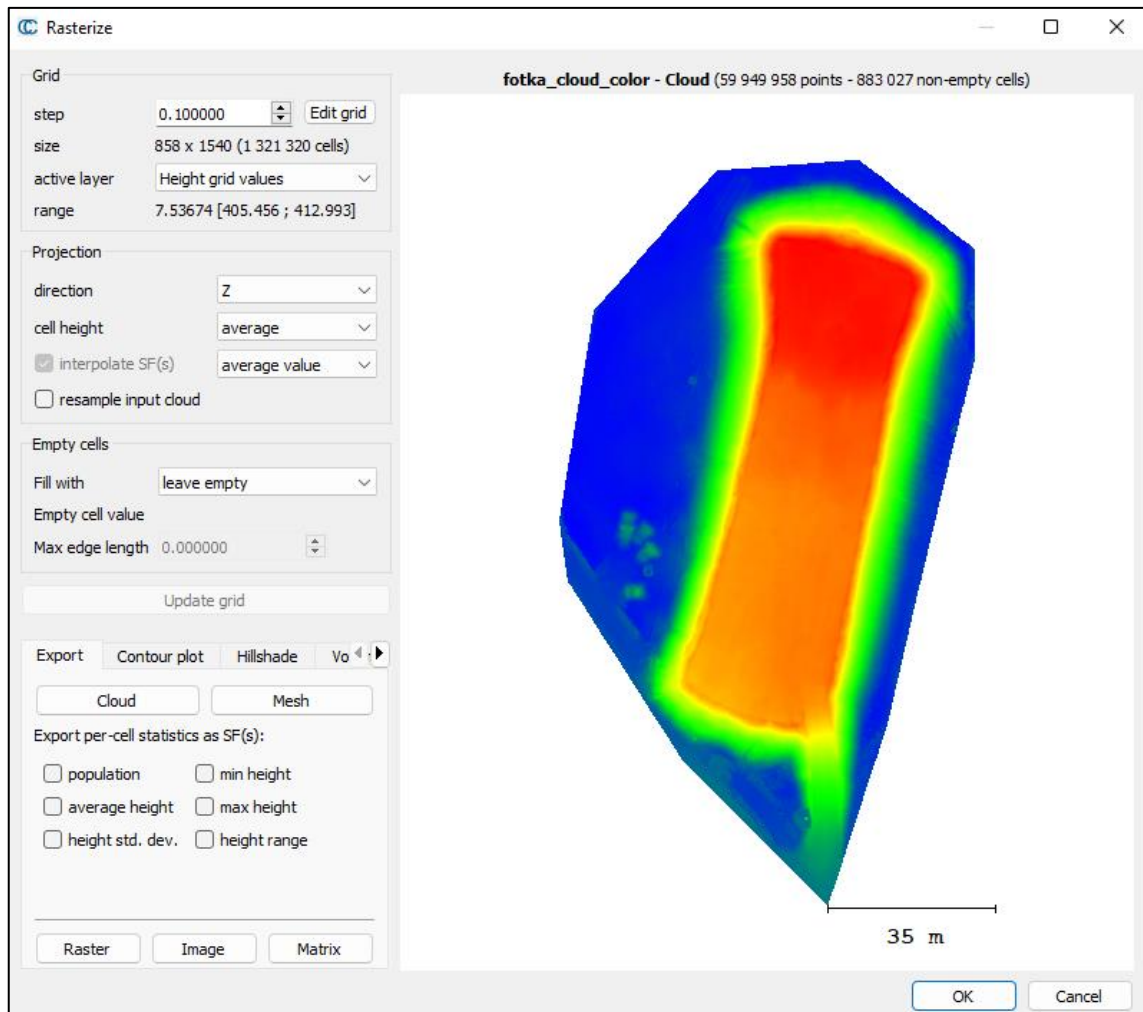 Rasterize
Grid
step 0.100000 Edit grid
size 858 x 1540 (1 321 320 cells)
active layer Height grid values
range 7.53674 [405.456 ; 412.993]
Projection
direction Z
cell height average
interpolate SF(s) average value
resample input cloud
Empty cells
Fill with leave empty
Empty cell value
Max edge length 0.000000
Update grid
Export Contour plot Hillshade Vo
Cloud Mesh
Export per-cell statistics as SF(s):
population min height
average height max height
height std. dev. height range
Raster Image Matrix
fotka_cloud_color - Cloud (59 949 958 points - 883 027 non-empty cells)
35 m
OK Cancel